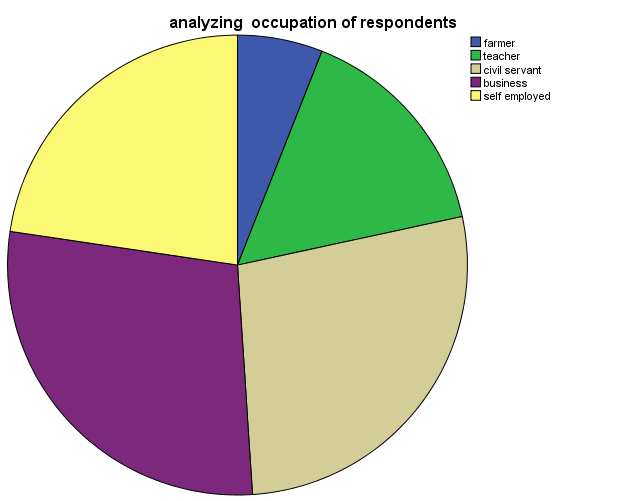 analyzing  occupation of respondents
farmer
teacher
civil servant
business
self employed